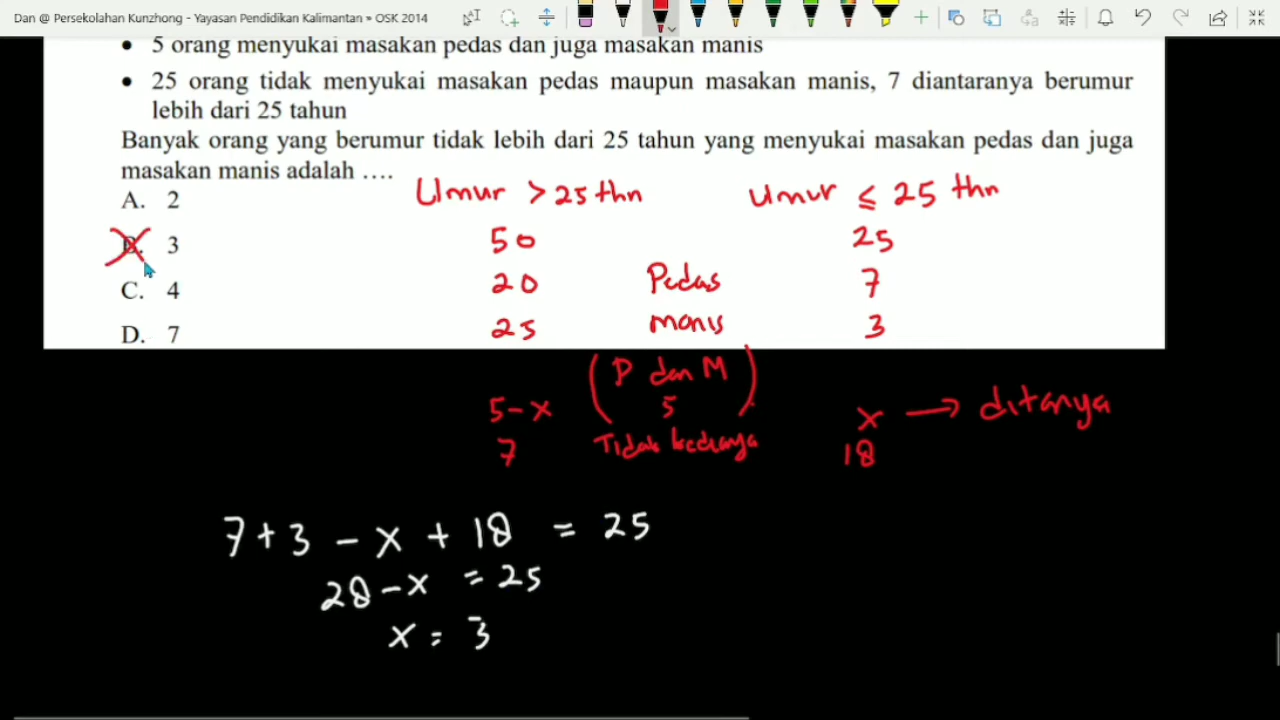 Dan @ Persekolahan Kunzhong - Yayasan Pendidikan Kalimantan » OSK 2014
• 5 orang menyukai masakan pedas dan juga masakan manis
• 25 orang tidak menyukai masakan pedas maupun masakan manis, 7 diantaranya berumur
lebih dari 25 tahun
Banyak orang yang berumur tidak lebih dari 25 tahun yang menyukai masakan pedas dan juga
masakan manis adalah ....
Umur > 25 thn Umur ⩽ 25 thn
A. 2
50 25
B. 3
20 Pedas 7
C. 4
25 manis 3
D. 7
(P dan M)
5-x 5 x → ditanya
7 Tidak keduanya 18
7+3 - x + 18 = 25
28-x = 25
x = 3